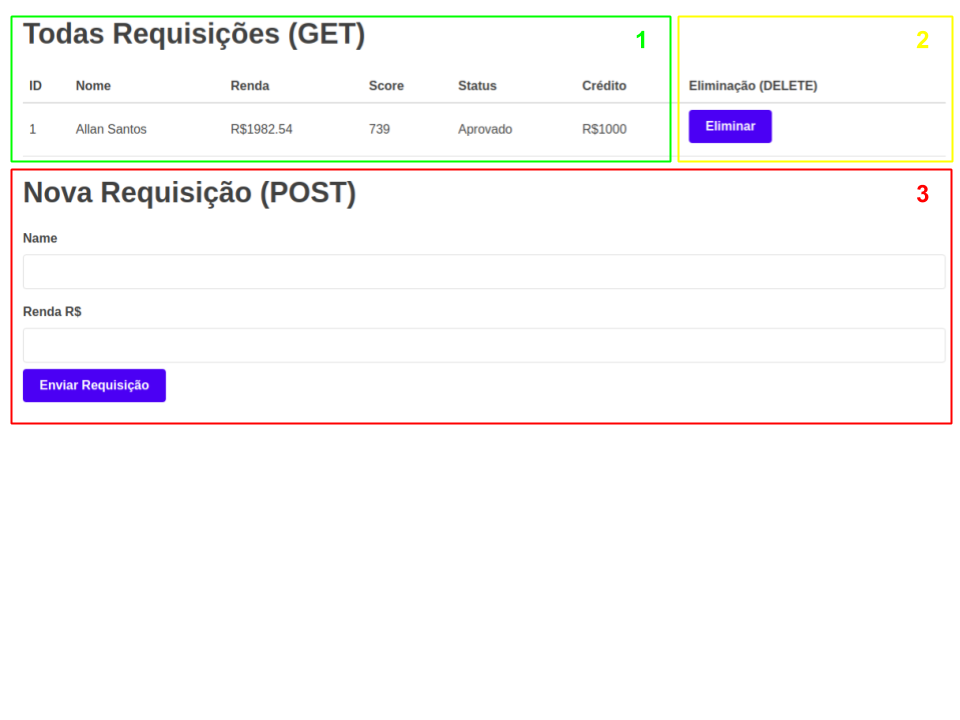 Todas Requisições (GET) 1 2
ID Nome Renda Score Status Crédito Eliminação (DELETE)
1 Allan Santos R$1982.54 739 Aprovado R$1000 Eliminar
Nova Requisição (POST) 3
Name
Renda R$
Enviar Requisição